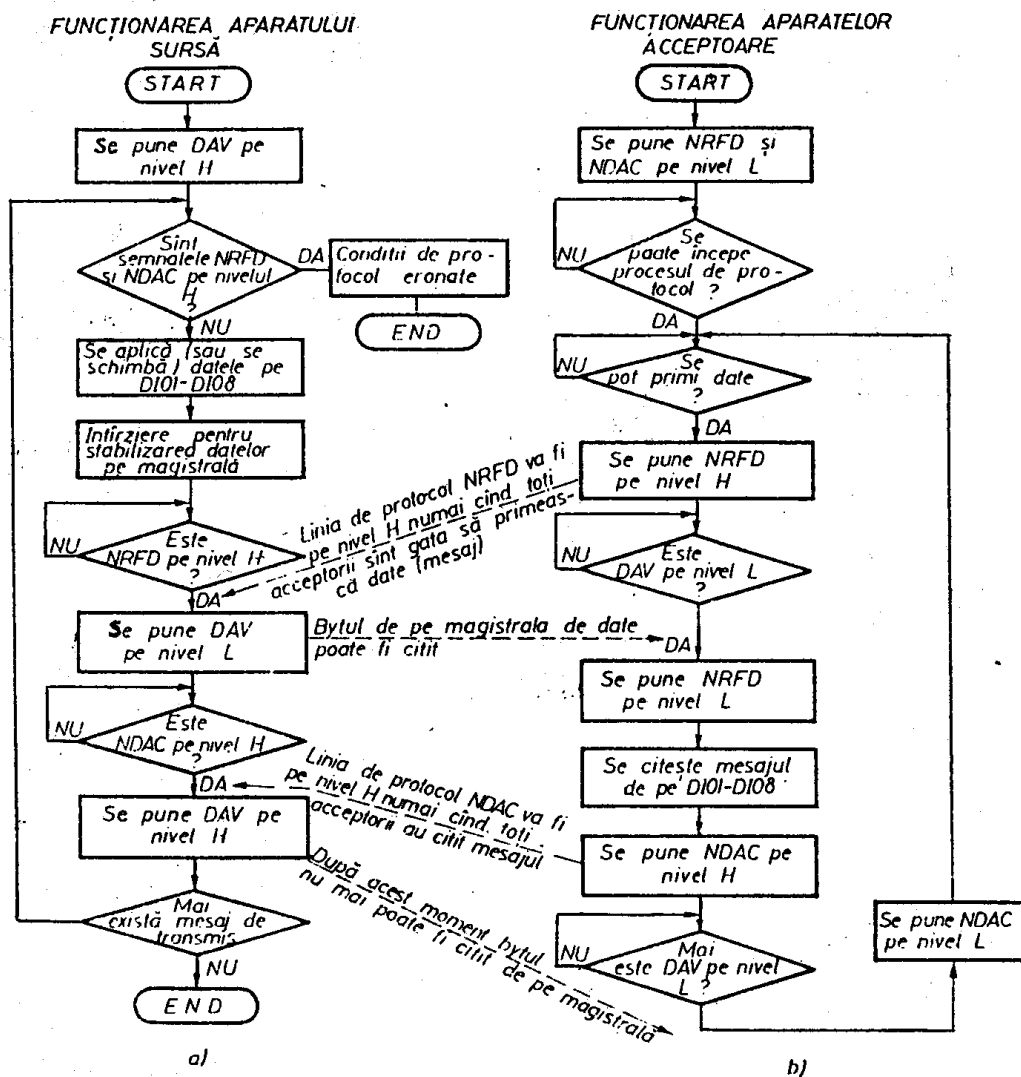 FUNCȚIONAREA APARATULUI
SURSĂ
START
Se pune DAV pe
nivel H
Sînt
semnalele NRFD
și NDAC pe nivelul
H
?
DA
Conditii de pro-
tocol eronate
END
NU
Se aplică (sau se
schimbă) datele pe
DI01-DI08
Intîrziere pentru
stabilizarea datelor
pe magistrală
Este
NRFD pe nivel H
?
NU
DA
Se pune DAV
pe nivel L
Este
NDAC pe nivel H
?
NU
DA
Se pune DAV pe
nivel H
Mai
există mesaj de
transmis
NU
END
a)
Linia de protocol NRFD va fi
pe nivel H numai cînd toti
acceptorii sînt gata să primeas-
că date (mesaj)
Bytul de pe magistrala de date
poate fi citit
Linia de protocol NDAC va fi
pe nivel H numai cînd toti
acceptorii au citit mesajul
După acest moment bytul
nu mai poate fi citit de pe magistrală
FUNCȚIONAREA APARATELOR
ACCEPTOARE
START
Se pune NRFD și
NDAC pe nivel L
Se
poate începe
procesul de pro-
tocol ?
NU
DA
Se
pot primi date
?
NU
DA
Se pune NRFD
pe nivel H
Este
DAV pe nivel L
?
NU
DA
Se pune NRFD
pe nivel L
Se citește mesajul
de pe DI01-DI08
Se pune NDAC pe
nivel H
Mai
este DAV pe nivel
L ?
NU
Se pune NDAC
pe nivel L
b)